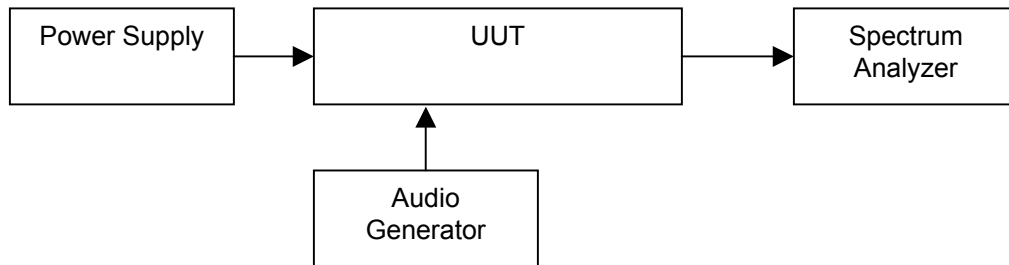 Power Supply
UUT
Spectrum
Analyzer
Audio
Generator